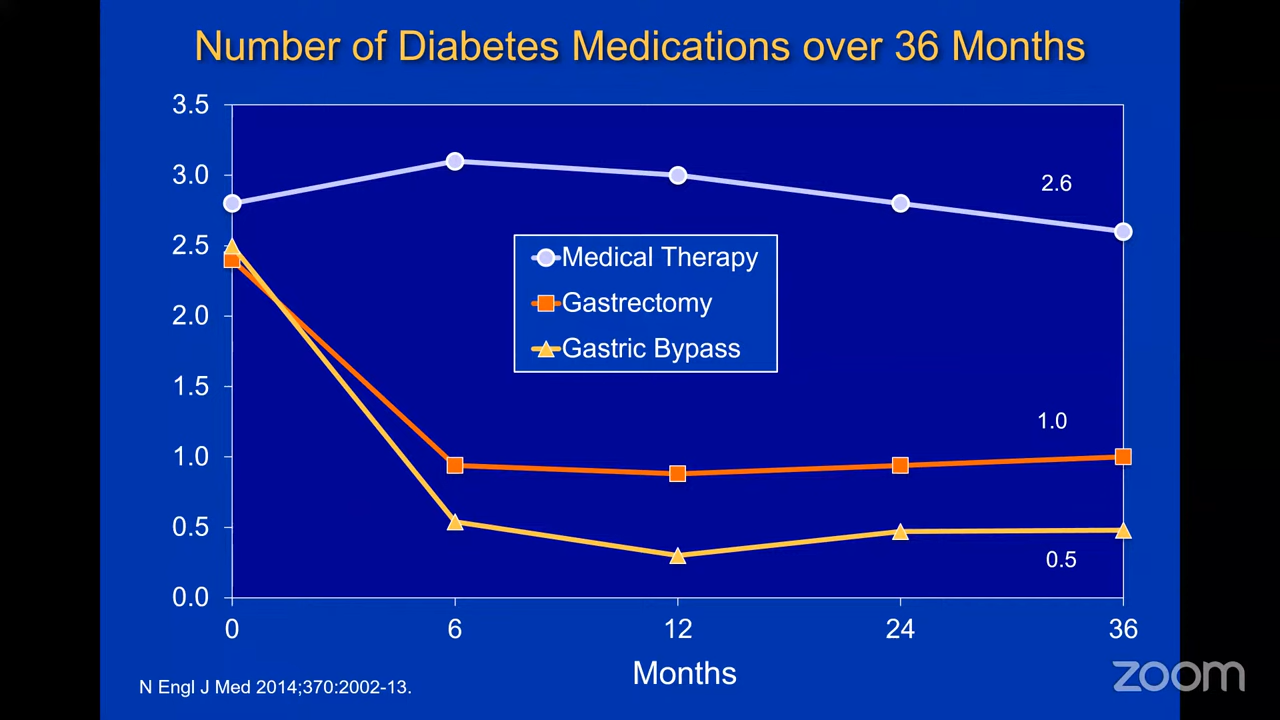 Number of Diabetes Medications over 36 Months
3.5
3.0
2.5
2.0
1.5
1.0
0.5
0.0
2.6
Medical Therapy
Gastrectomy
Gastric Bypass
1.0
0.5
0
6
12
24
36
Months
N Engl J Med 2014;370:2002-13.
zoom